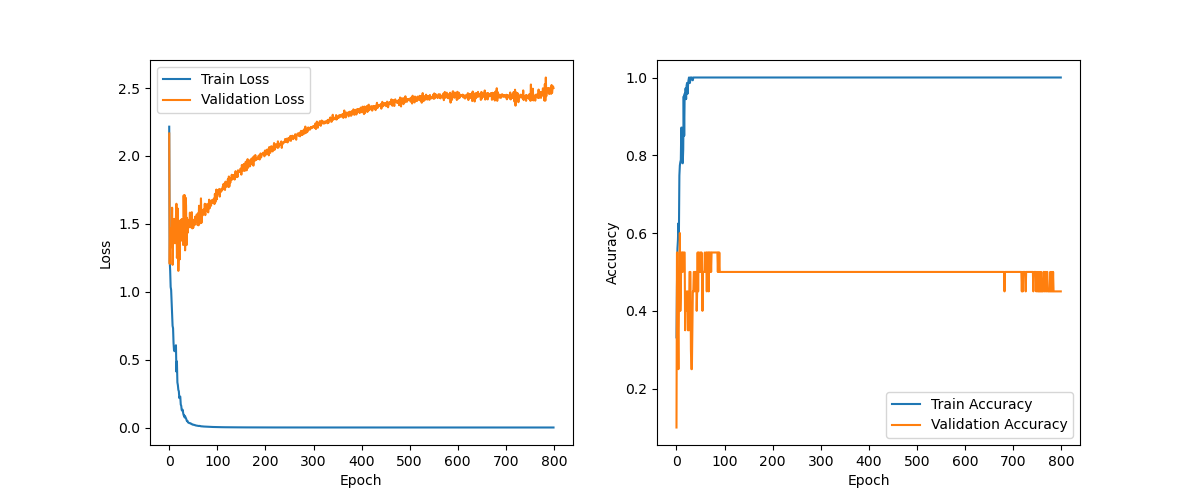 Train Loss
Validation Loss
2.5
2.0
1.5
1.0
0.5
0.0
Loss
0 100 200 300 400 500 600 700 800
Epoch
1.0
0.8
0.6
0.4
0.2
Accuracy
Train Accuracy
Validation Accuracy
0 100 200 300 400 500 600 700 800
Epoch